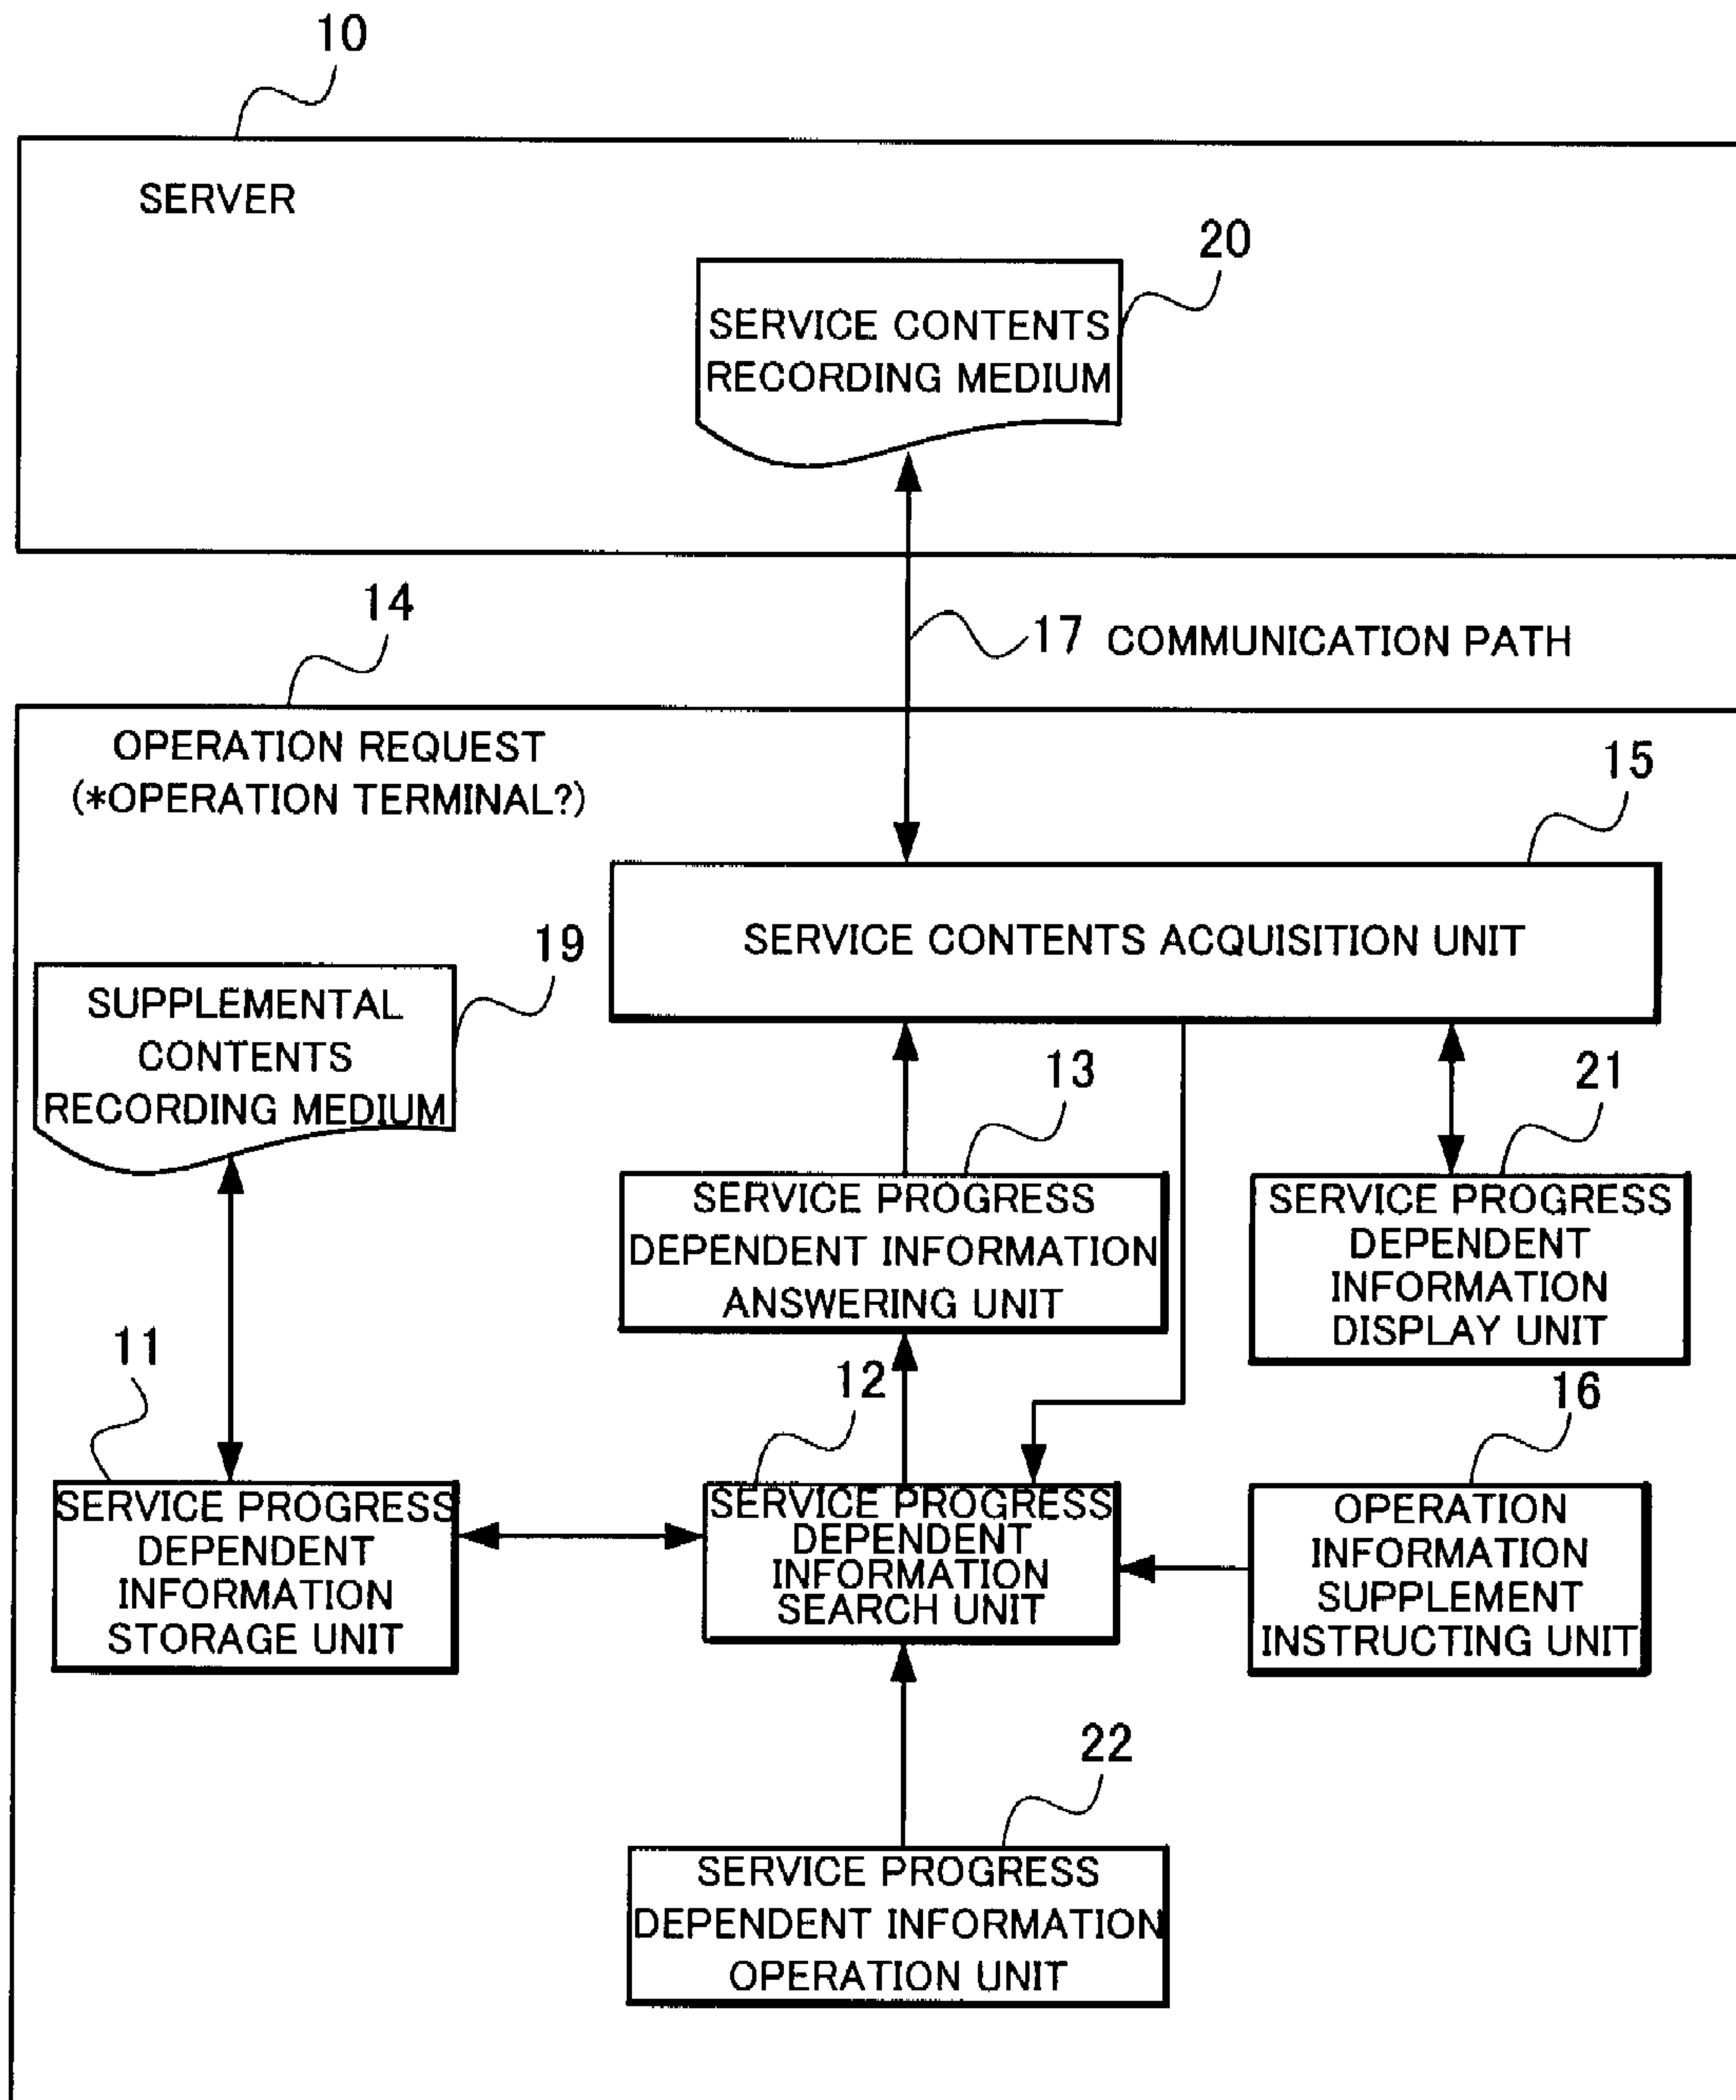 10
SERVER
20
SERVICE CONTENTS
RECORDING MEDIUM
14
17 COMMUNICATION PATH
OPERATION REQUEST
(*OPERATION TERMINAL?)
15
SERVICE CONTENTS ACQUISITION UNIT
19
SUPPLEMENTAL
CONTENTS
RECORDING MEDIUM
13
21
SERVICE PROGRESS
DEPENDENT INFORMATION
ANSWERING UNIT
SERVICE PROGRESS
DEPENDENT
INFORMATION
DISPLAY UNIT
11
12
16
SERVICE PROGRESS
DEPENDENT
INFORMATION
STORAGE UNIT
SERVICE PROGRESS
DEPENDENT
INFORMATION
SEARCH UNIT
OPERATION
INFORMATION
SUPPLEMENT
INSTRUCTING UNIT
22
SERVICE PROGRESS
DEPENDENT INFORMATION
OPERATION UNIT